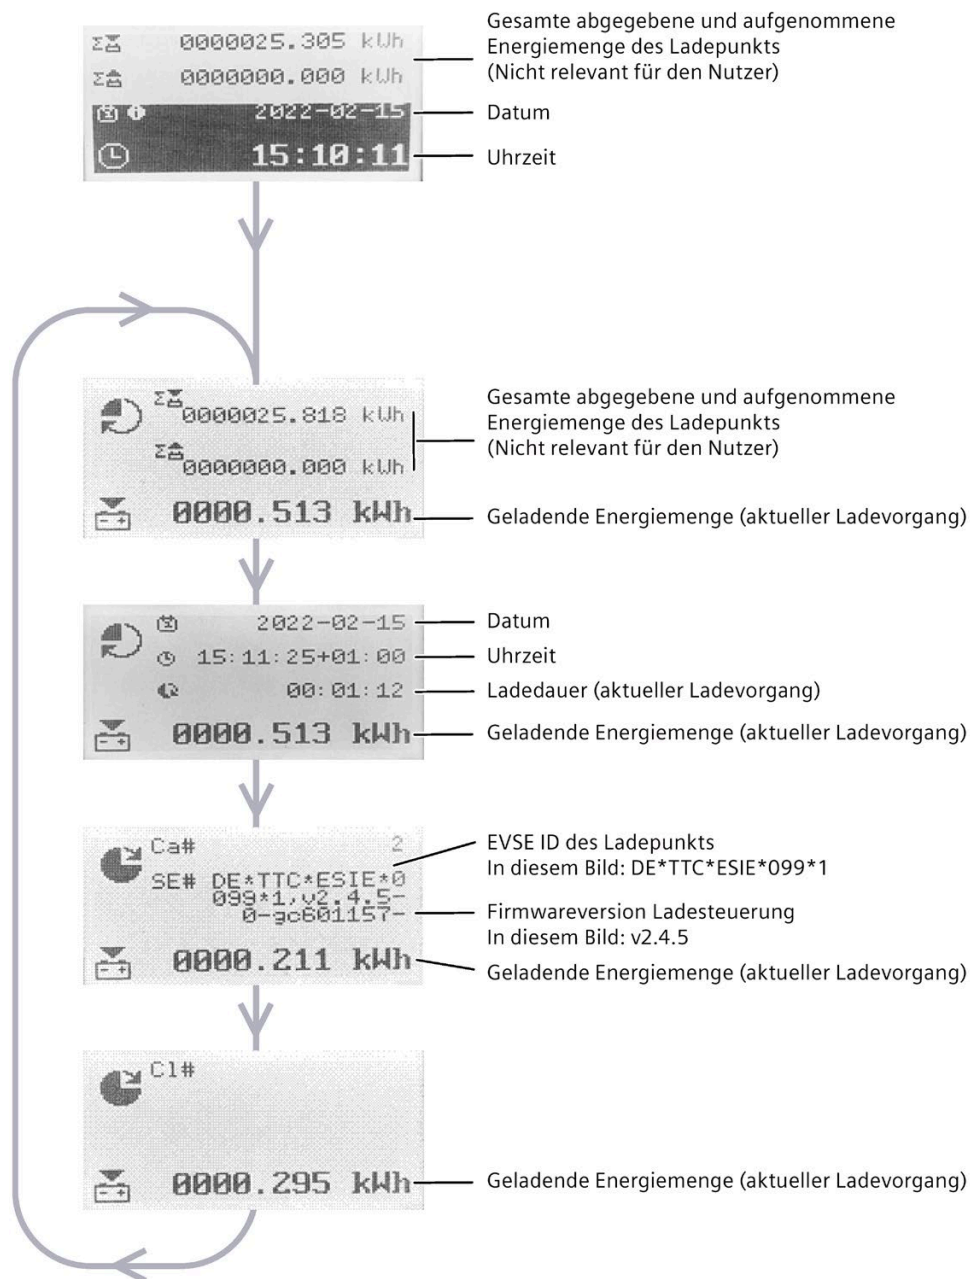 Σ 0000025.305 kWh
Gesamte abgegebene und aufgenommene
Energiemenge des Ladepunkts
(Nicht relevant für den Nutzer)
Σ 0000000.000 kWh
2022-02-15
Datum
15:10:11
Uhrzeit
Σ 0000025.818 kWh
Gesamte abgegebene und aufgenommene
Energiemenge des Ladepunkts
(Nicht relevant für den Nutzer)
Σ 0000000.000 kWh
0000.513 kWh
Geladende Energiemenge (aktueller Ladevorgang)
2022-02-15
Datum
15:11:25+01:00
Uhrzeit
00:01:12
Ladedauer (aktueller Ladevorgang)
0000.513 kWh
Geladende Energiemenge (aktueller Ladevorgang)
Ca# 2
EVSE ID des Ladepunkts
In diesem Bild: DE*TTC*ESIE*099*1
SE# DE*TTC*ESIE*0
099*1,v2.4.5-
0-gc601157-
Firmwareversion Ladesteuerung
In diesem Bild: v2.4.5
0000.211 kWh
Geladende Energiemenge (aktueller Ladevorgang)
Cl#
0000.295 kWh
Geladende Energiemenge (aktueller Ladevorgang)